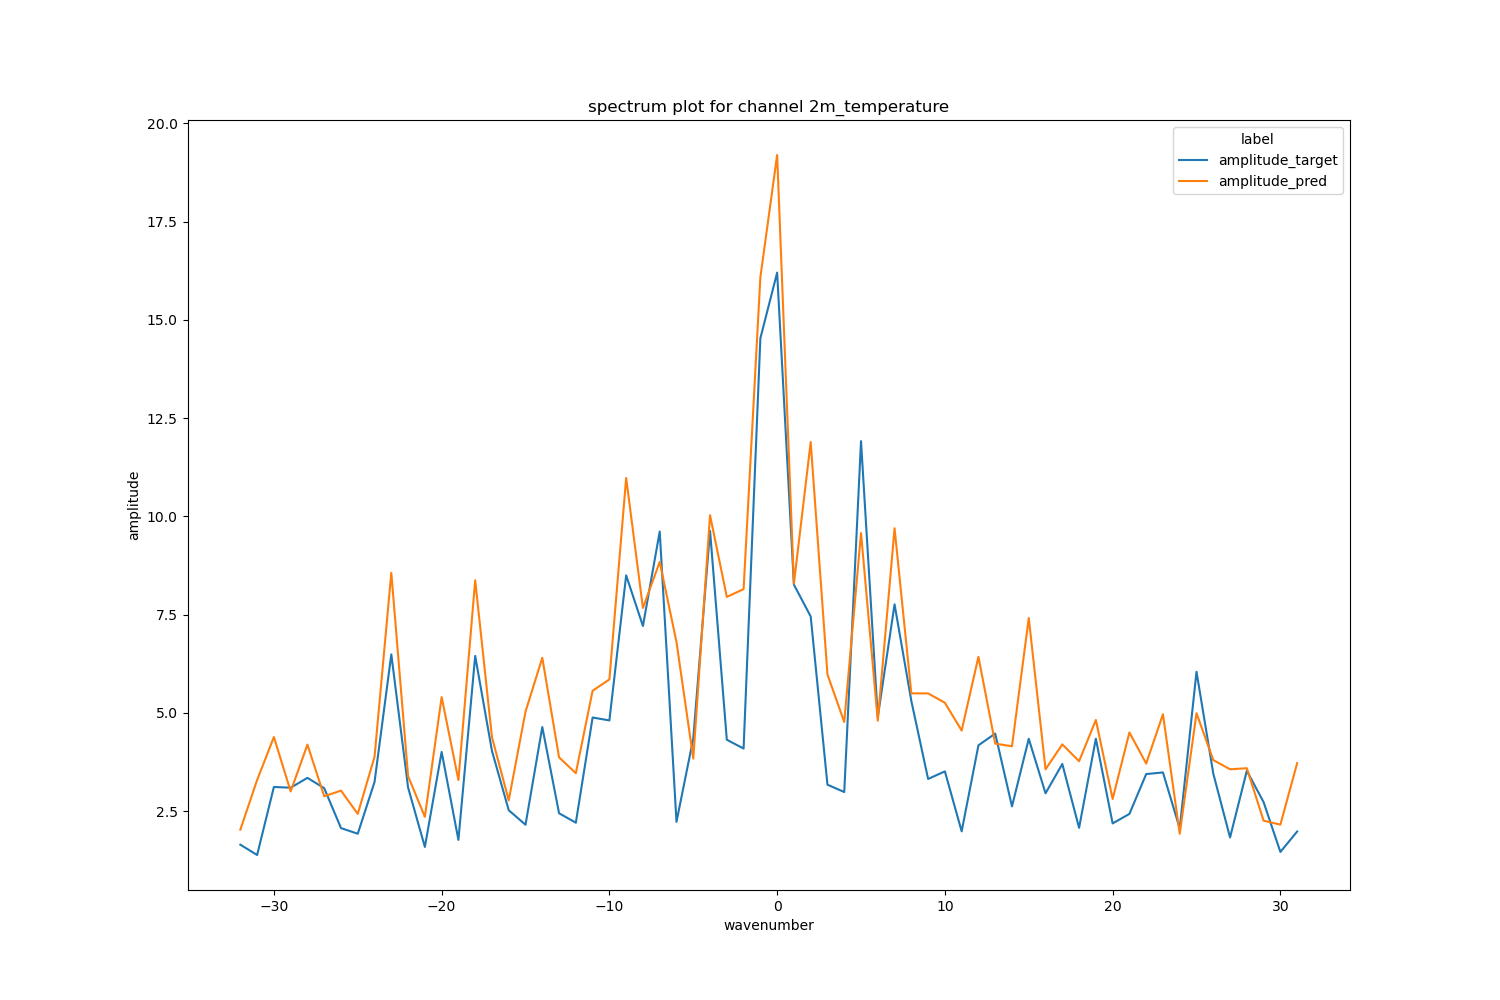 spectrum plot for channel 2m_temperature
20.0
17.5
15.0
12.5
10.0
7.5
5.0
2.5
amplitude
label
amplitude_target
amplitude_pred
−30
−20
−10
0
10
20
30
wavenumber